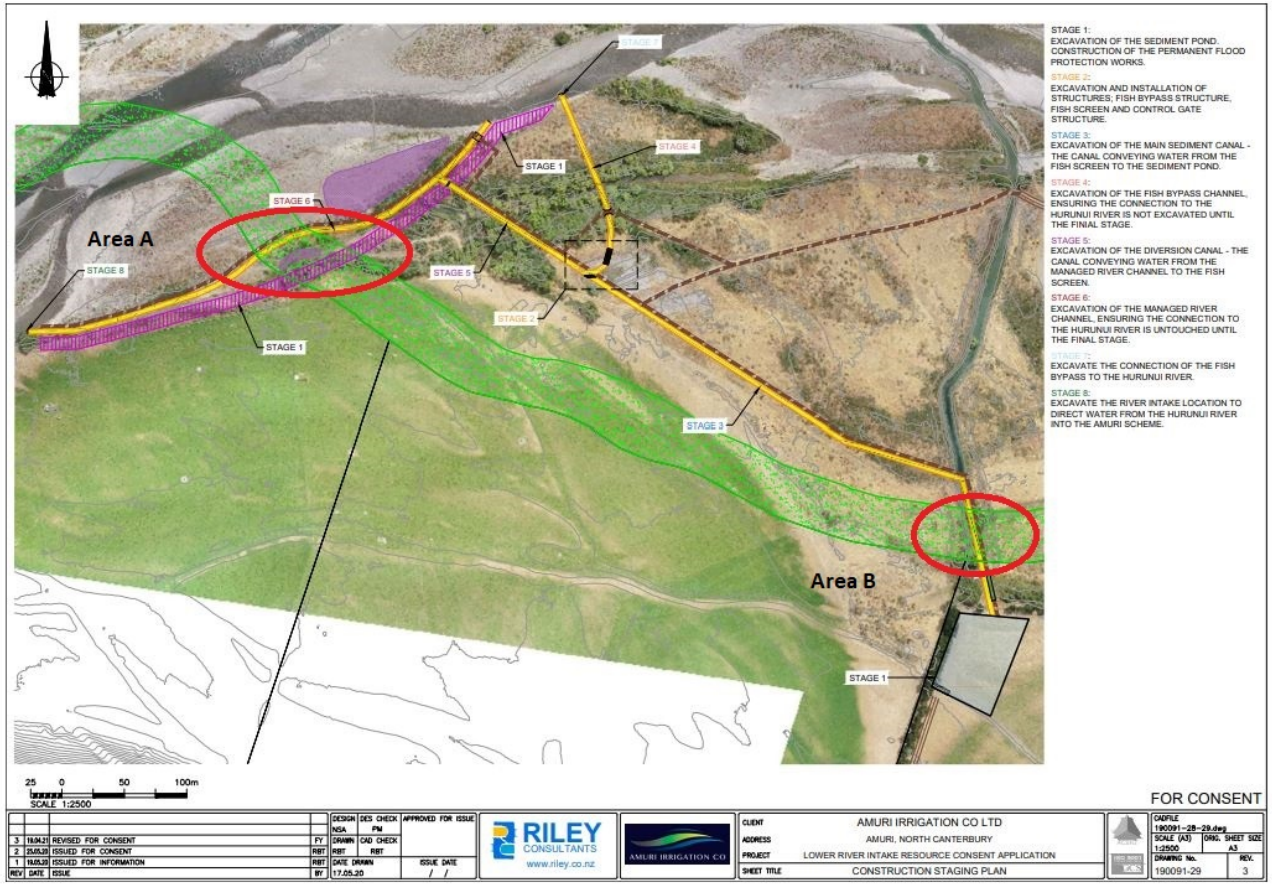 STAGE 7
STAGE 4
STAGE 1
STAGE 6
Area A
STAGE 8
STAGE 5
STAGE 2
STAGE 1
STAGE 3
Area B
STAGE 1
STAGE 1:
EXCAVATION OF THE SEDIMENT POND.
CONSTRUCTION OF THE PERMANENT FLOOD
PROTECTION WORKS.
STAGE 2:
EXCAVATION AND INSTALLATION OF
STRUCTURES; FISH BYPASS STRUCTURE,
FISH SCREEN AND CONTROL GATE
STRUCTURE.
STAGE 3:
EXCAVATION OF THE MAIN SEDIMENT CANAL -
THE CANAL CONVEYING WATER FROM THE
FISH SCREEN TO THE SEDIMENT POND.
STAGE 4:
EXCAVATION OF THE FISH BYPASS CHANNEL,
ENSURING THE CONNECTION TO THE
HURUNUI RIVER IS NOT EXCAVATED UNTIL
THE FINIAL STAGE.
STAGE 5:
EXCAVATION OF THE DIVERSION CANAL - THE
CANAL CONVEYING WATER FROM THE
MANAGED RIVER CHANNEL TO THE FISH
SCREEN.
STAGE 6:
EXCAVATION OF THE MANAGED RIVER
CHANNEL, ENSURING THE CONNECTION TO
THE HURUNUI RIVER IS UNTOUCHED UNTIL
THE FINAL STAGE.
STAGE 7:
EXCAVATE THE CONNECTION OF THE FISH
BYPASS TO THE HURUNUI RIVER.
STAGE 8:
EXCAVATE THE RIVER INTAKE LOCATION TO
DIRECT WATER FROM THE HURUNUI RIVER
INTO THE AMURI SCHEME.
25 0 50 100m
SCALE 1:2500
FOR CONSENT
3 19.04.21 REVISED FOR CONSENT FY
2 25.05.20 ISSUED FOR CONSENT RBT
1 19.05.20 ISSUED FOR INFORMATION RBT
REV DATE ISSUE BY
DESIGN DES CHECK APPROVED FOR ISSUE
NSA PM
DRAWN CAD CHECK
RBT RBT
DATE DRAWN ISSUE DATE
17.05.20 / /
RILEY
CONSULTANTS
www.riley.co.nz
AMURI IRRIGATION CO
CLIENT AMURI IRRIGATION CO LTD
ADDRESS AMURI, NORTH CANTERBURY
PROJECT LOWER RIVER INTAKE RESOURCE CONSENT APPLICATION
SHEET TITLE CONSTRUCTION STAGING PLAN
CADFILE
190091-28-29.dwg
SCALE (A3) ORIG. SHEET SIZE
1:2500 A3
DRAWING No. REV.
190091-29 3